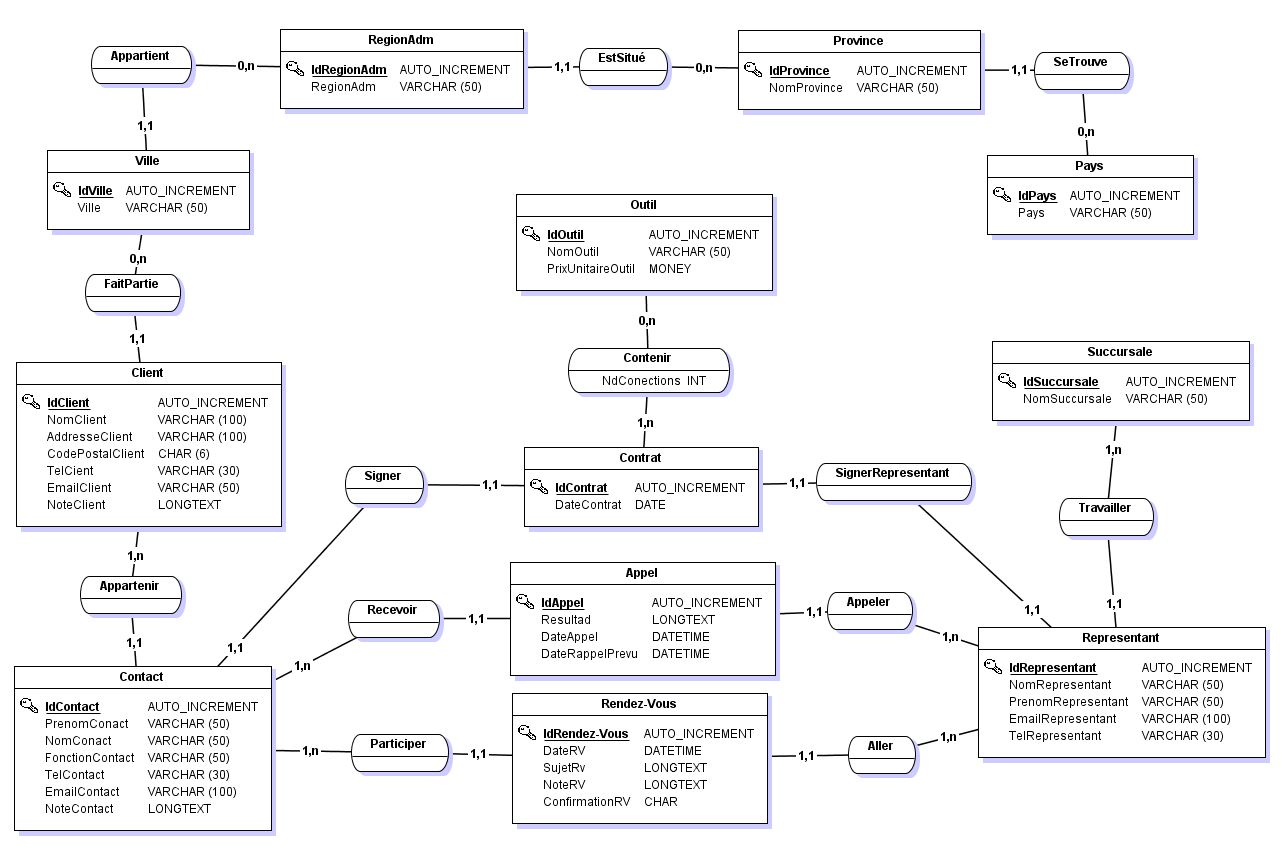 RegionAdm
IdRegionAdm AUTO_INCREMENT
RegionAdm VARCHAR (50)
Province
IdProvince AUTO_INCREMENT
NomProvince VARCHAR (50)
Appartient
0,n
1,1
EstSitué
0,n
1,1
SeTrouve
1,1
0,n
Ville
IdVille AUTO_INCREMENT
Ville VARCHAR (50)
Pays
IdPays AUTO_INCREMENT
Pays VARCHAR (50)
Outil
IdOutil AUTO_INCREMENT
NomOutil VARCHAR (50)
PrixUnitaireOutil MONEY
0,n
FaitPartie
1,1
0,n
Contenir
NdConections INT
1,n
Client
IdClient AUTO_INCREMENT
NomClient VARCHAR (100)
AddresseClient VARCHAR (100)
CodePostalClient CHAR (6)
TelCient VARCHAR (30)
EmailClient VARCHAR (50)
NoteClient LONGTEXT
Succursale
IdSuccursale AUTO_INCREMENT
NomSuccursale VARCHAR (50)
1,n
Travailler
1,1
Contrat
IdContrat AUTO_INCREMENT
DateContrat DATE
Signer
1,1
1,1
SignerRepresentant
1,1
1,n
Appartenir
1,1
1,1
Appel
IdAppel AUTO_INCREMENT
Resultad LONGTEXT
DateAppel DATETIME
DateRappelPrevu DATETIME
Recevoir
1,1
1,n
1,1
Appeler
1,n
Representant
IdRepresentant AUTO_INCREMENT
NomRepresentant VARCHAR (50)
PrenomRepresentant VARCHAR (50)
EmailRepresentant VARCHAR (100)
TelRepresentant VARCHAR (30)
Contact
IdContact AUTO_INCREMENT
PrenomConact VARCHAR (50)
NomConact VARCHAR (50)
FonctionContact VARCHAR (50)
TelContact VARCHAR (30)
EmailContact VARCHAR (100)
NoteContact LONGTEXT
Rendez-Vous
IdRendez-Vous AUTO_INCREMENT
DateRV DATETIME
SujetRv LONGTEXT
NoteRV LONGTEXT
ConfirmationRV CHAR
1,n
Participer
1,1
1,1
Aller
1,n